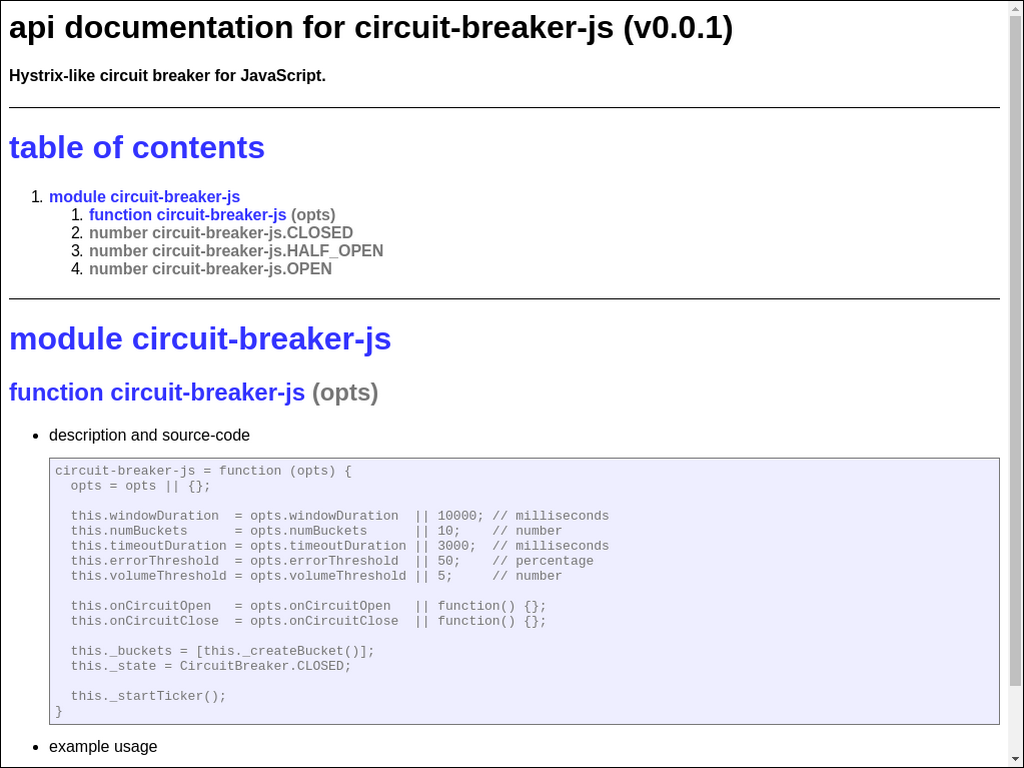 api documentation for circuit-breaker-js (v0.0.1)
Hystrix-like circuit breaker for JavaScript.
table of contents
1. module circuit-breaker-js
1. function circuit-breaker-js (opts)
2. number circuit-breaker-js.CLOSED
3. number circuit-breaker-js.HALF_OPEN
4. number circuit-breaker-js.OPEN
module circuit-breaker-js
function circuit-breaker-js (opts)
• description and source-code
circuit-breaker-js = function (opts) {
  opts = opts || {};
  this.windowDuration  = opts.windowDuration  || 10000; // milliseconds
  this.numBuckets      = opts.numBuckets      || 10;    // number
  this.timeoutDuration = opts.timeoutDuration || 3000;  // milliseconds
  this.errorThreshold  = opts.errorThreshold  || 50;    // percentage
  this.volumeThreshold = opts.volumeThreshold || 5;     // number
  this.onCircuitOpen   = opts.onCircuitOpen   || function() {};
  this.onCircuitClose  = opts.onCircuitClose  || function() {};
  this._buckets = [this._createBucket()];
  this._state = CircuitBreaker.CLOSED;
  this._startTicker();
}
• example usage